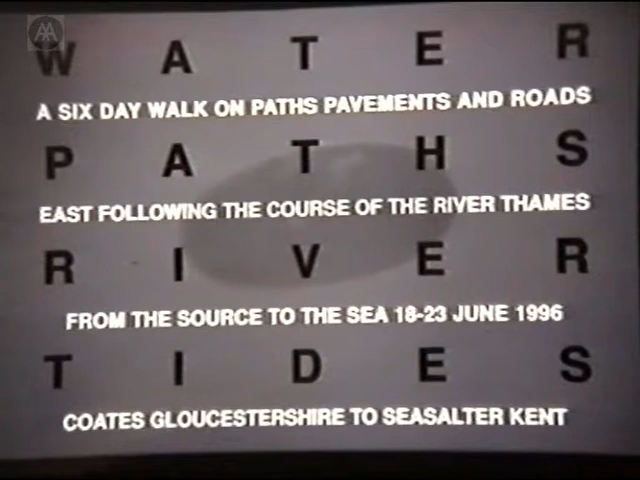 AA
W A T E R
A SIX DAY WALK ON PATHS PAVEMENTS AND ROADS
P A T H S
EAST FOLLOWING THE COURSE OF THE RIVER THAMES
R I V E R
FROM THE SOURCE TO THE SEA 18-23 JUNE 1996
T I D E S
COATES GLOUCESTERSHIRE TO SEASALTER KENT